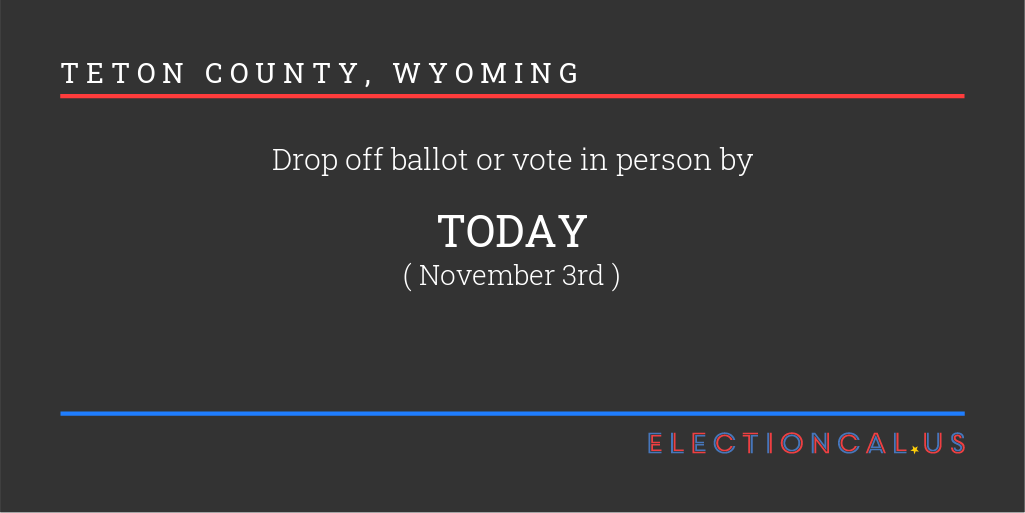 TETON COUNTY, WYOMING
Drop off ballot or vote in person by
TODAY
( November 3rd )
ELECTIONCAL.US